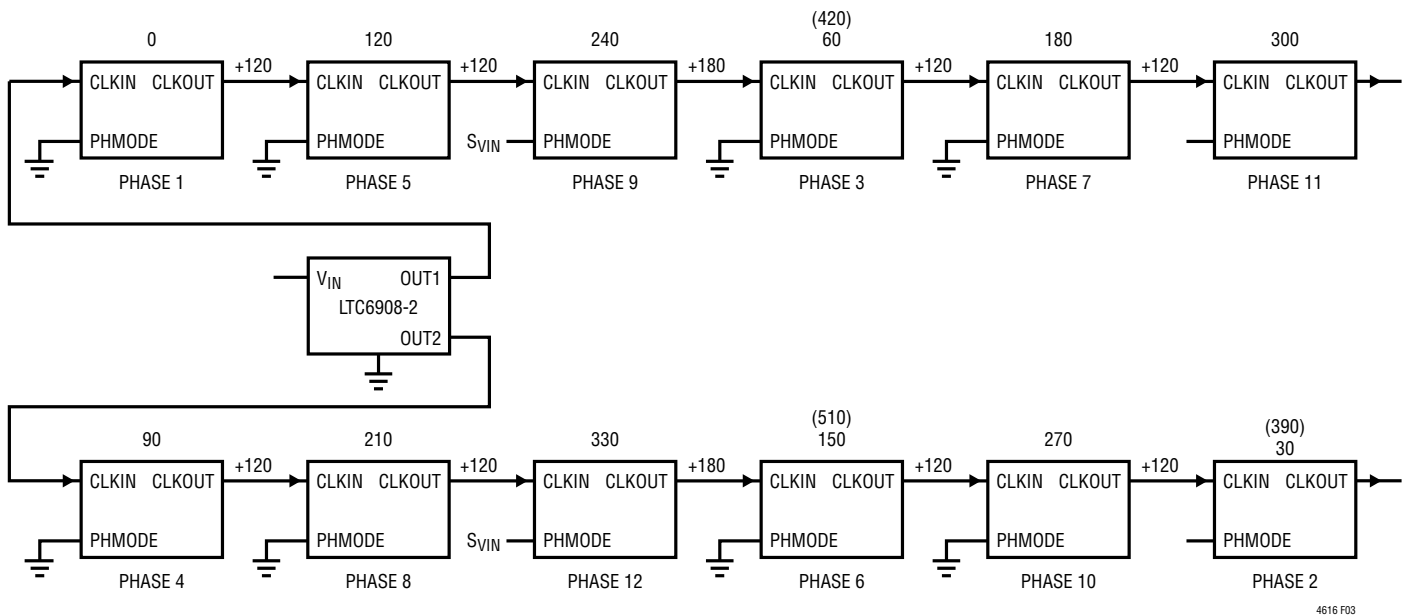 (420)
0 120 240 60 180 300
CLKIN CLKOUT +120 CLKIN CLKOUT +120 CLKIN CLKOUT +180 CLKIN CLKOUT +120 CLKIN CLKOUT +120 CLKIN CLKOUT
PHMODE PHMODE SVIN PHMODE PHMODE PHMODE PHMODE
PHASE 1 PHASE 5 PHASE 9 PHASE 3 PHASE 7 PHASE 11
VIN OUT1
LTC6908-2
OUT2
(510) (390)
90 210 330 150 270 30
CLKIN CLKOUT +120 CLKIN CLKOUT +120 CLKIN CLKOUT +180 CLKIN CLKOUT +120 CLKIN CLKOUT +120 CLKIN CLKOUT
PHMODE PHMODE SVIN PHMODE PHMODE PHMODE PHMODE
PHASE 4 PHASE 8 PHASE 12 PHASE 6 PHASE 10 PHASE 2
4616 F03